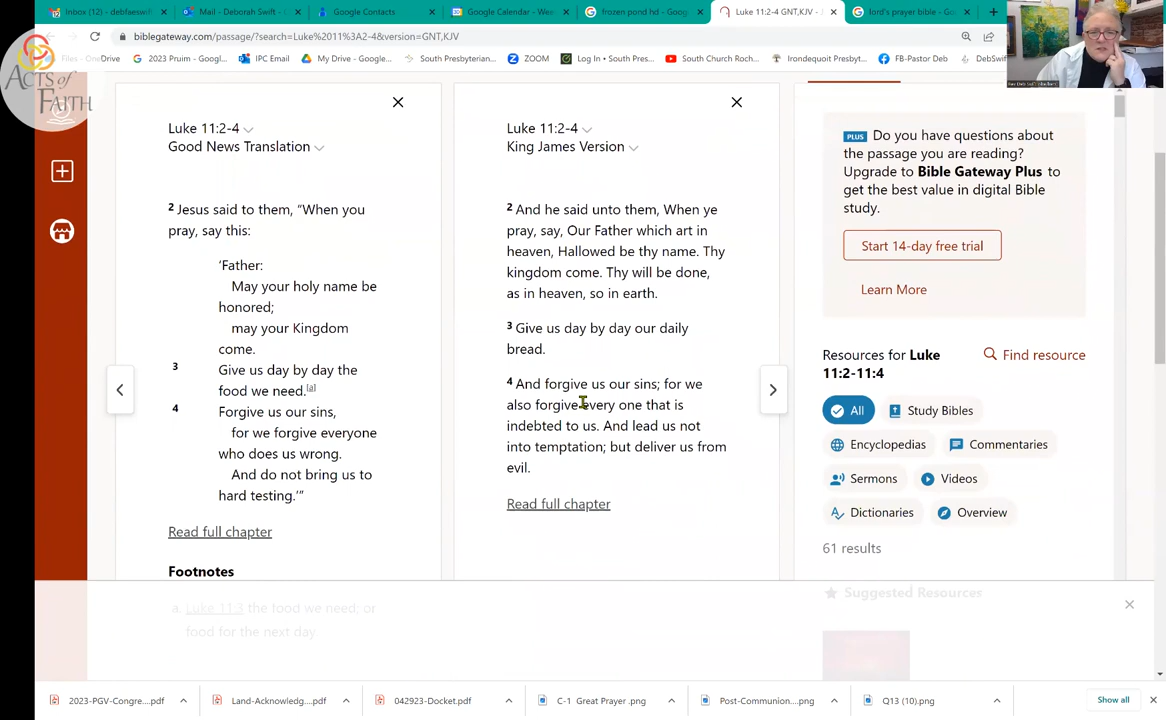 Inbox (12) - debfaeswif
Mail - Deborah Swift -
Google Contacts
Google Calendar - Wee
frozen pond hd - Goog
Luke 11:2-4 GNT,KJV -
lord's prayer bible - Go
biblegateway.com/passage/?search=Luke%2011%3A2-4&version=GNT,KJV
Files - OneDrive
2023 Pruim - Googl...
IPC Email
My Drive - Google...
South Presbyterian...
ZOOM
Log In • South Pres...
South Church Roch...
Irondequoit Presbyt...
FB-Pastor Deb
ACTS of
FAITH
Luke 11:2-4
Good News Translation
2 Jesus said to them, “When you
pray, say this:
‘Father:
May your holy name be
honored;
may your Kingdom
come.
3 Give us day by day the
food we need.[a]
4 Forgive us our sins,
for we forgive everyone
who does us wrong.
And do not bring us to
hard testing.’”
Read full chapter
Footnotes
a. Luke 11:3 the food we need; or
food for the next day.
Luke 11:2-4
King James Version
2 And he said unto them, When ye
pray, say, Our Father which art in
heaven, Hallowed be thy name. Thy
kingdom come. Thy will be done,
as in heaven, so in earth.
3 Give us day by day our daily
bread.
4 And forgive us our sins; for we
also forgive every one that is
indebted to us. And lead us not
into temptation; but deliver us from
evil.
Read full chapter
PLUS Do you have questions about
the passage you are reading?
Upgrade to Bible Gateway Plus to
get the best value in digital Bible
study.
Start 14-day free trial
Learn More
Resources for Luke
11:2-11:4
Find resource
All
Study Bibles
Encyclopedias
Commentaries
Sermons
Videos
Dictionaries
Overview
61 results
Suggested Resources
2023-PGV-Congre....pdf
Land-Acknowledg....pdf
042923-Docket.pdf
C-1 Great Prayer .png
Post-Communion....png
Q13 (10).png
Show all